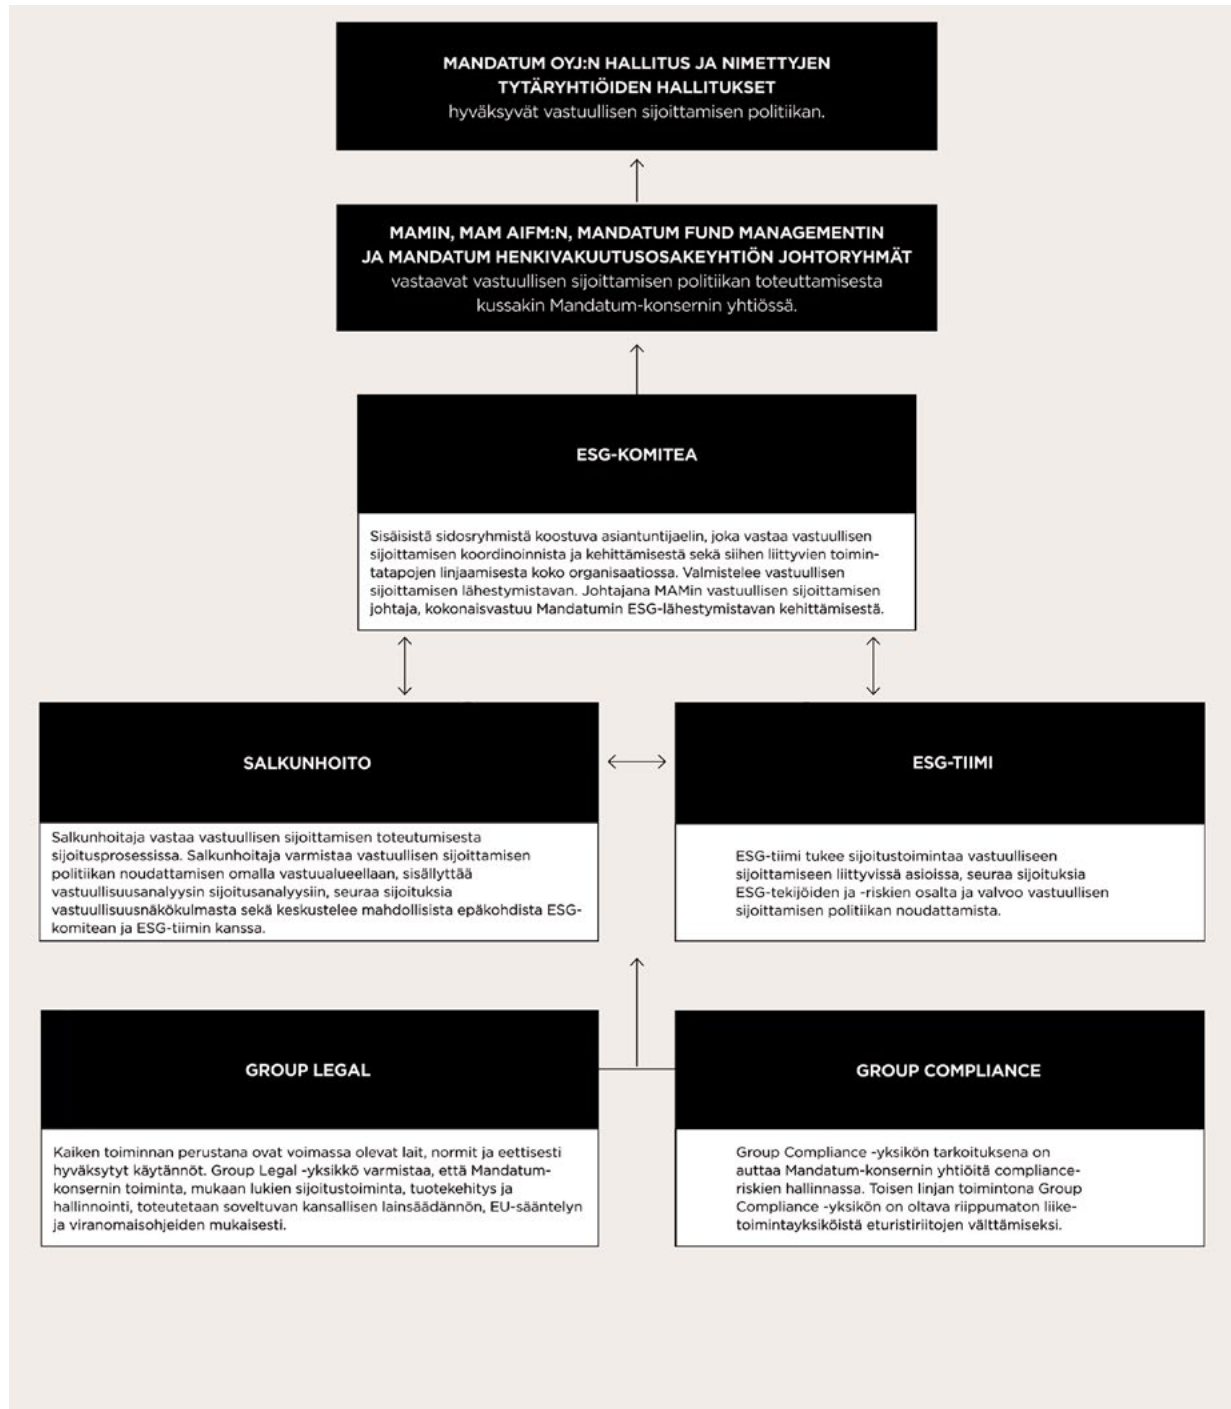 MANDATUM OYJ:N HALLITUS JA NIMETTYJEN
TYTÄRYHTIÖIDEN HALLITUKSET
hyväksyvät vastuullisen sijoittamisen politiikan.
MAMIN, MAM AIFM:N, MANDATUM FUND MANAGEMENTIN
JA MANDATUM HENKIVAKUUTUSOSAKEYHTIÖN JOHTORYHMÄT
vastaavat vastuullisen sijoittamisen politiikan toteuttamisesta
kussakin Mandatum-konsernin yhtiössä.
ESG-KOMITEA
Sisäisistä sidosryhmistä koostuva asiantuntijaelin, joka vastaa vastuullisen
sijoittamisen koordinoinnista ja kehittämisestä sekä siihen liittyvien toimin-
tatapojen linjaamisesta koko organisaatiossa. Valmistelee vastuullisen
sijoittamisen lähestymistavan. Johtajana MAMin vastuullisen sijoittamisen
johtaja, kokonaisvastuu Mandatumin ESG-lähestymistavan kehittämisestä.
SALKUNHOITO
Salkunhoitaja vastaa vastuullisen sijoittamisen toteutumisesta
sijoitusprosessissa. Salkunhoitaja varmistaa vastuullisen sijoittamisen
politiikan noudattamisen omalla vastuualueellaan, sisällyttää
vastuullisuusanalyysin sijoitusanalyysiin, seuraa sijoituksia
vastuullisuusnäkökulmasta sekä keskustelee mahdollisista epäkohdista ESG-
komitean ja ESG-tiimin kanssa.
ESG-TIIMI
ESG-tiimi tukee sijoitustoimintaa vastuulliseen
sijoittamiseen liittyvissä asioissa, seuraa sijoituksia
ESG-tekijöiden ja -riskien osalta ja valvoo vastuullisen
sijoittamisen politiikan noudattamista.
GROUP LEGAL
Kaiken toiminnan perustana ovat voimassa olevat lait, normit ja eettisesti
hyväksytyt käytännöt. Group Legal -yksikkö varmistaa, että Mandatum-
konsernin toiminta, mukaan lukien sijoitustoiminta, tuotekehitys ja
hallinnointi, toteutetaan soveltuvan kansallisen lainsäädännön, EU-sääntelyn
ja viranomaisohjeiden mukaisesti.
GROUP COMPLIANCE
Group Compliance -yksikön tarkoituksena on
auttaa Mandatum-konsernin yhtiöitä compliance-
riskien hallinnassa. Toisen linjan toimintona Group
Compliance -yksikön on oltava riippumaton liike-
toimintayksiköistä eturistiriitojen välttämiseksi.